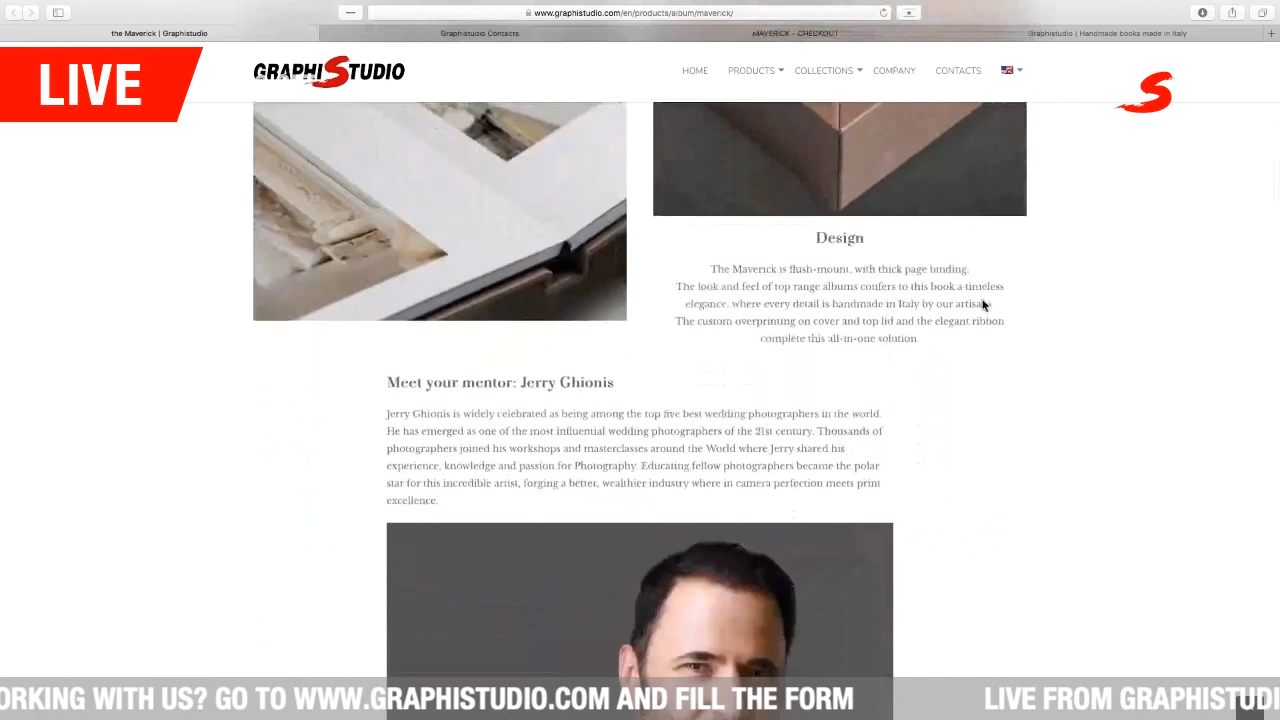 www.graphistudio.com/en/products/album/maverick/
the Maverick | Graphistudio
Graphistudio Contacts
MAVERICK - CHECKOUT
Graphistudio | Handmade books made in Italy
LIVE
GRAPHISTUDIO
HOME PRODUCTS COLLECTIONS COMPANY CONTACTS
S
Design
The Maverick is flush-mount, with thick page binding.
The look and feel of top range albums confers to this book a timeless
elegance, where every detail is handmade in Italy by our artisans.
The custom overprinting on cover and top lid and the elegant ribbon
complete this all-in-one solution.
Meet your mentor: Jerry Ghionis
Jerry Ghionis is widely celebrated as being among the top five best wedding photographers in the world.
He has emerged as one of the most influential wedding photographers of the 21st century. Thousands of
photographers joined his workshops and masterclasses around the World where Jerry shared his
experience, knowledge and passion for Photography. Educating fellow photographers became the polar
star for this incredible artist, forging a better, wealthier industry where in camera perfection meets print
excellence.
ORKING WITH US? GO TO WWW.GRAPHISTUDIO.COM AND FILL THE FORM LIVE FROM GRAPHISTUDI